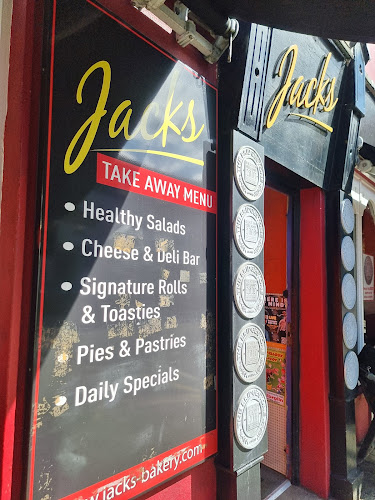 Jacks
TAKE AWAY MENU
• Healthy Salads
• Cheese & Deli Bar
• Signature Rolls
& Toasties
• Pies & Pastries
• Daily Specials
w.jacks-bakery.com
Jacks